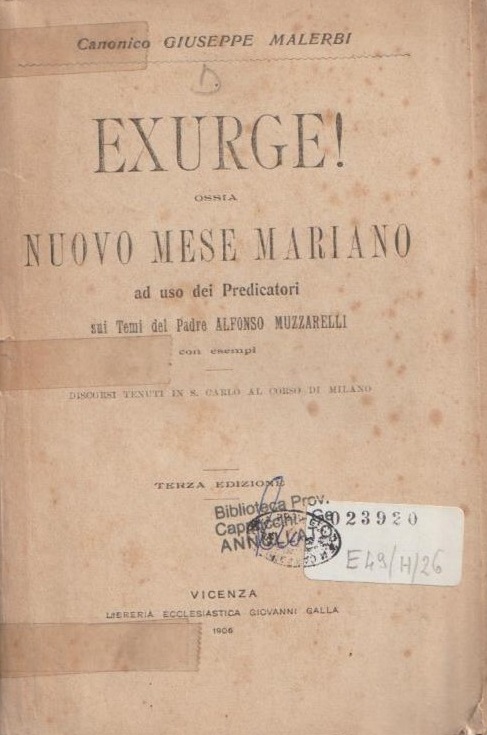 Canonico GIUSEPPE MALERBI
D
EXURGE!
OSSIA
NUOVO MESE MARIANO
ad uso dei Predicatori
sui Temi del Padre ALFONSO MUZZARELLI
con esempi
DISCORSI TENUTI IN S. CARLO AL CORSO DI MILANO
TERZA EDIZIONE
Biblioteca Prov.
Cappuccini - Ge
ANNULLATO
023920
E49/H/26
VICENZA
LIBRERIA ECCLESIASTICA GIOVANNI GALLA
1906